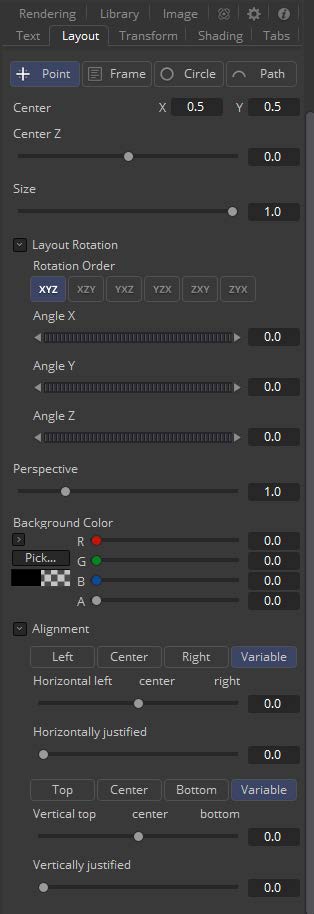 Rendering Library Image
Text Layout Transform Shading Tabs
Point Frame Circle Path
Center X 0.5 Y 0.5
Center Z
0.0
Size
1.0
Layout Rotation
Rotation Order
XYZ XZY YXZ YZX ZXY ZYX
Angle X
0.0
Angle Y
0.0
Angle Z
0.0
Perspective
1.0
Background Color
R 0.0
Pick... G 0.0
B 0.0
A 0.0
Alignment
Left Center Right Variable
Horizontal left center right
0.0
Horizontally justified
0.0
Top Center Bottom Variable
Vertical top center bottom
0.0
Vertically justified
0.0